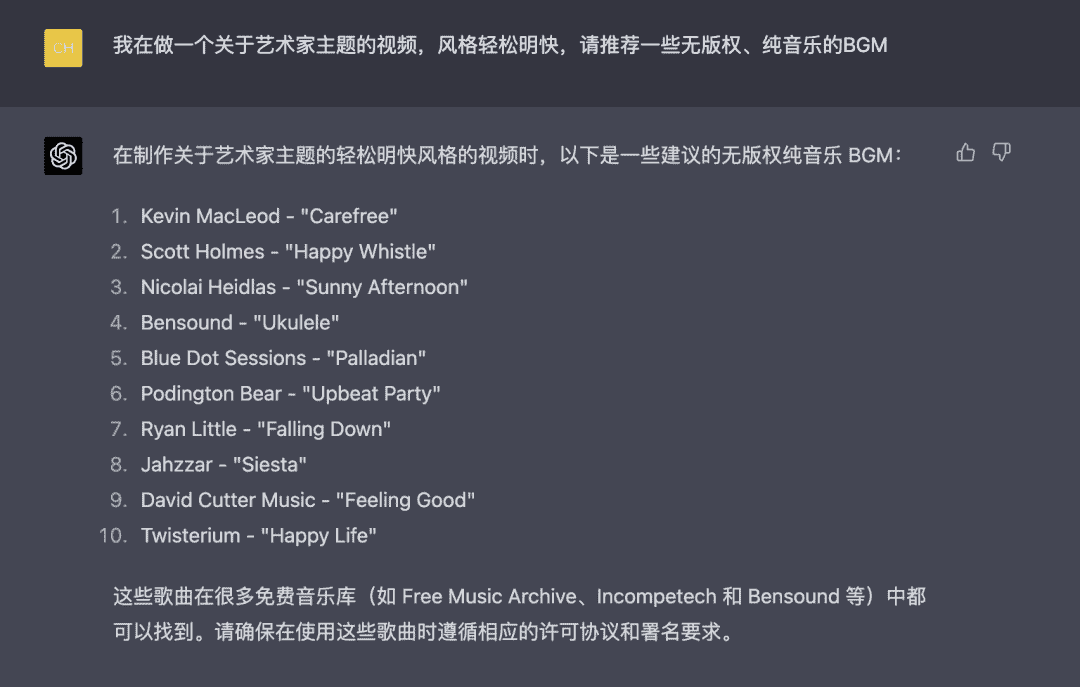 CH
我在做一个关于艺术家主题的视频，风格轻松明快，请推荐一些无版权、纯音乐的BGM
在制作关于艺术家主题的轻松明快风格的视频时，以下是一些建议的无版权纯音乐 BGM：
1. Kevin MacLeod - "Carefree"
2. Scott Holmes - "Happy Whistle"
3. Nicolai Heidlas - "Sunny Afternoon"
4. Bensound - "Ukulele"
5. Blue Dot Sessions - "Palladian"
6. Podington Bear - "Upbeat Party"
7. Ryan Little - "Falling Down"
8. Jahzzar - "Siesta"
9. David Cutter Music - "Feeling Good"
10. Twisterium - "Happy Life"
这些歌曲在很多免费音乐库（如 Free Music Archive、Incompetech 和 Bensound 等）中都
可以找到。请确保在使用这些歌曲时遵循相应的许可协议和署名要求。